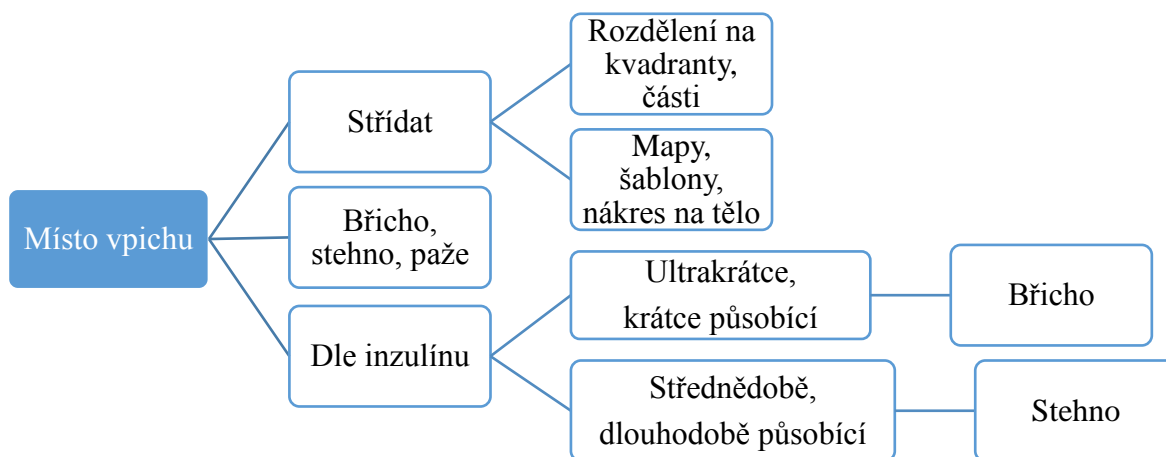 Místo vpichu
Střídat
Rozdělení na
kvadranty,
části
Mapy,
šablony,
nákres na tělo
Břicho,
stehno, paže
Dle inzulínu
Ultrakrátce,
krátce působící
Břicho
Střednědobě,
dlouhodobě působící
Stehno